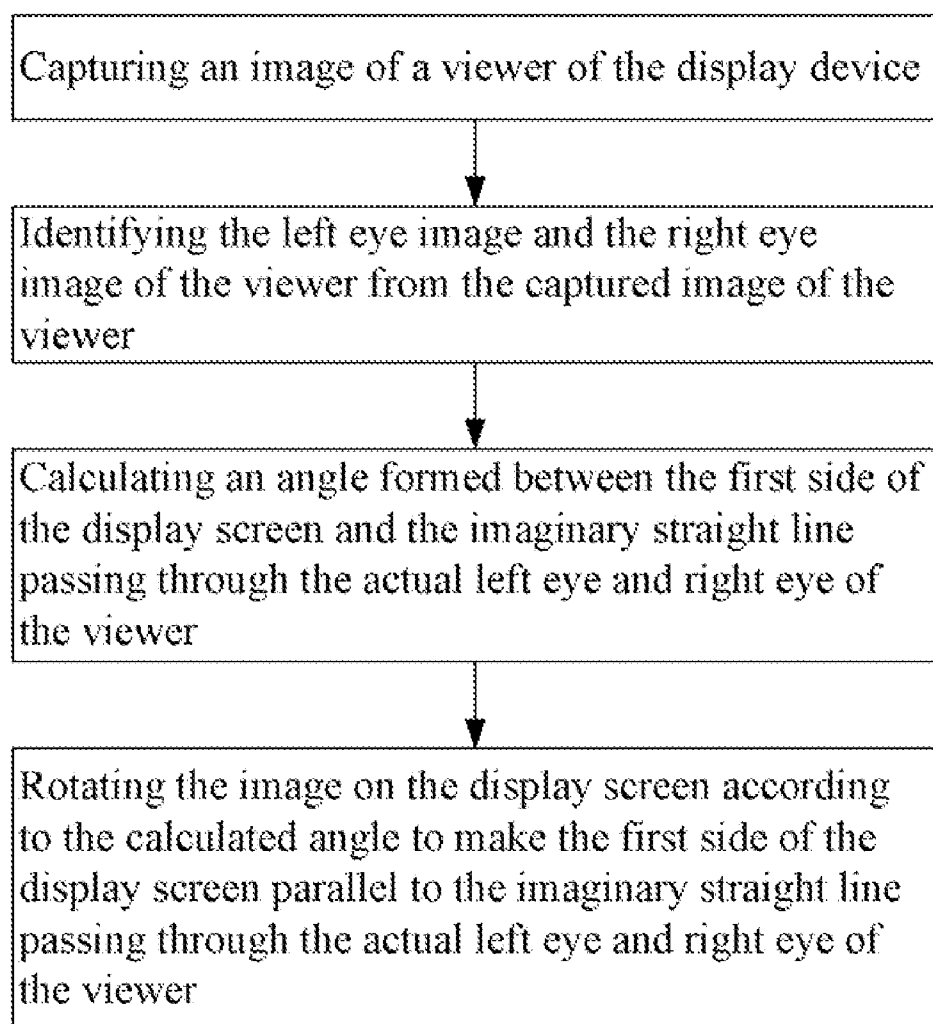 Capturing an image of a viewer of the display device
Identifying the left eye image and the right eye
image of the viewer from the captured image of the
viewer
Calculating an angle formed between the first side of
the display screen and the imaginary straight line
passing through the actual left eye and right eye of
the viewer
Rotating the image on the display screen according
to the calculated angle to make the first side of the
display screen parallel to the imaginary straight line
passing through the actual left eye and right eye of
the viewer